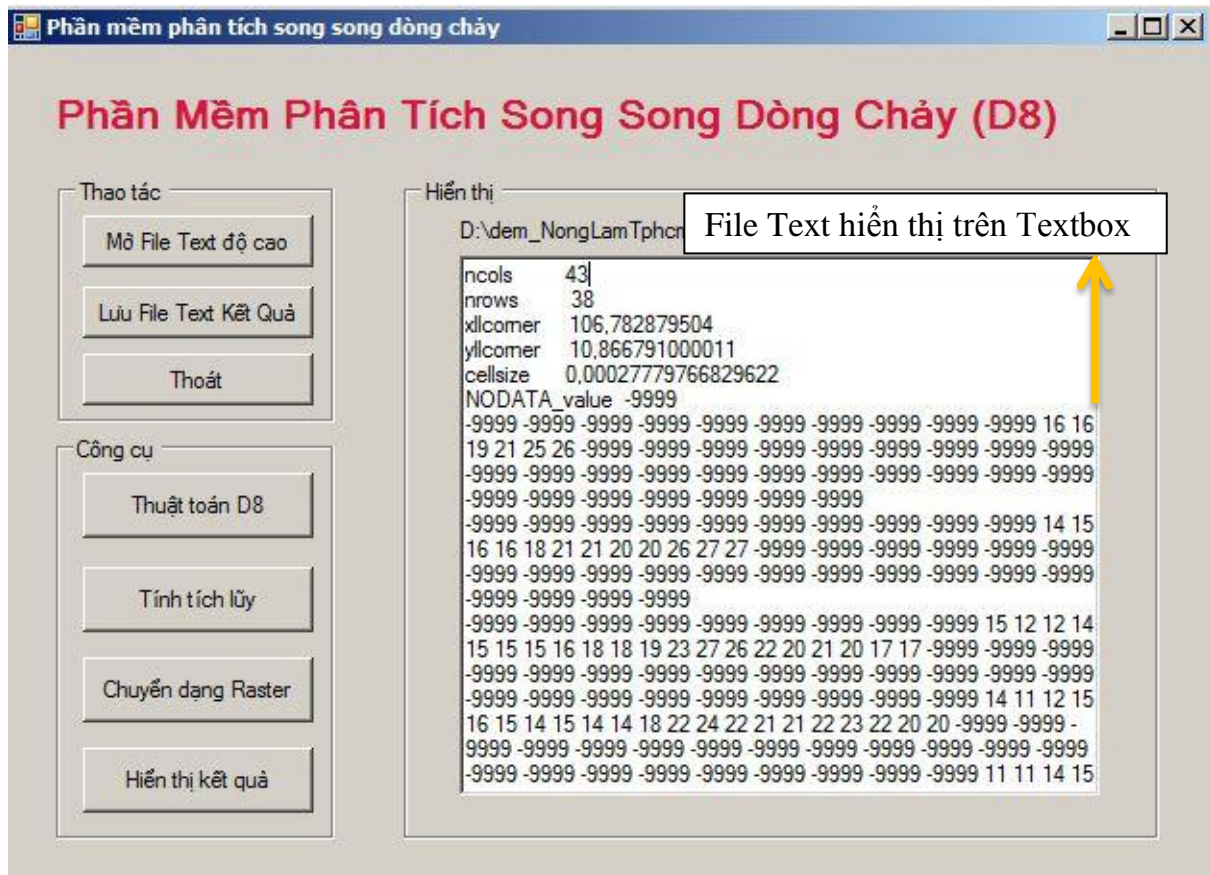 Phần mềm phân tích song song dòng chảy
Phần Mềm Phân Tích Song Song Dòng Chảy (D8)
Thao tác
Mở File Text độ cao
Lưu File Text Kết Quả
Thoát
Công cụ
Thuật toán D8
Tính tích lũy
Chuyển dạng Raster
Hiển thị kết quả
Hiển thị
D:\dem_NongLamTphcm
File Text hiển thị trên Textbox
ncols 43
nrows 38
xllcorner 106,782879504
yllcorner 10,866791000011
cellsize 0,00027779766829622
NODATA_value -9999
-9999 -9999 -9999 -9999 -9999 -9999 -9999 -9999 -9999 -9999 16 16
19 21 25 26 -9999 -9999 -9999 -9999 -9999 -9999 -9999 -9999 -9999
-9999 -9999 -9999 -9999 -9999 -9999 -9999 -9999 -9999 -9999 -9999
-9999 -9999 -9999 -9999 -9999 -9999 -9999
-9999 -9999 -9999 -9999 -9999 -9999 -9999 -9999 -9999 -9999 14 15
16 16 18 21 21 20 20 26 27 27 -9999 -9999 -9999 -9999 -9999 -9999
-9999 -9999 -9999 -9999 -9999 -9999 -9999 -9999 -9999 -9999 -9999
-9999 -9999 -9999 -9999
-9999 -9999 -9999 -9999 -9999 -9999 -9999 -9999 -9999 15 12 12 14
15 15 15 16 18 18 19 23 27 26 22 20 21 20 17 17 -9999 -9999 -9999
-9999 -9999 -9999 -9999 -9999 -9999 -9999 -9999 -9999 -9999 -9999
-9999 -9999 -9999 -9999 -9999 -9999 -9999 -9999 -9999 14 11 12 15
16 15 14 15 14 14 18 22 24 22 21 21 22 23 22 20 20 -9999 -9999 -
9999 -9999 -9999 -9999 -9999 -9999 -9999 -9999 -9999 -9999 -9999
-9999 -9999 -9999 -9999 -9999 -9999 -9999 -9999 -9999 11 11 14 15